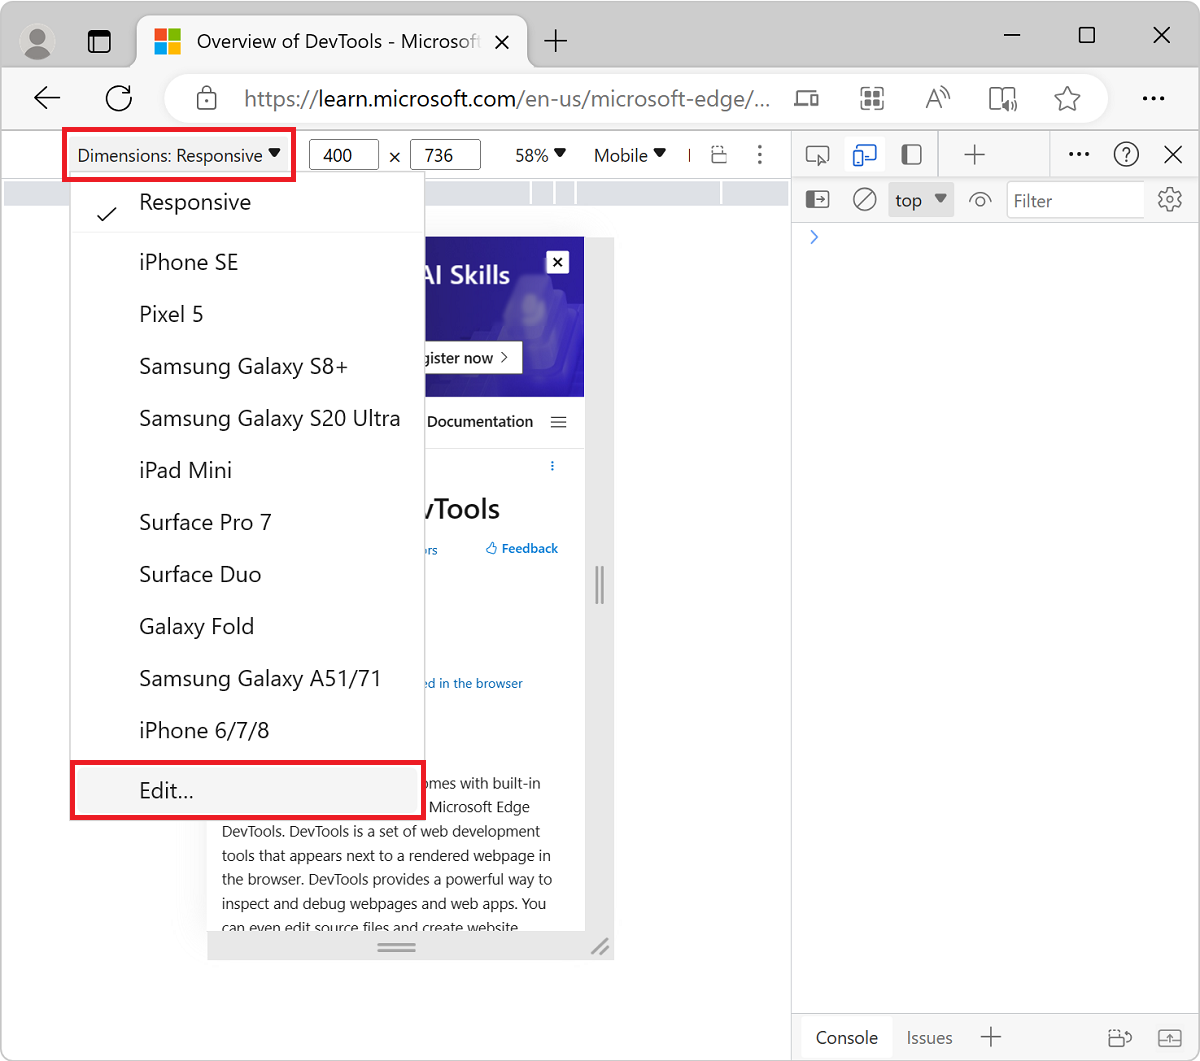 Overview of DevTools - Microsoft
https://learn.microsoft.com/en-us/microsoft-edge/...
Dimensions: Responsive
400 × 736
58%
Mobile
top
Filter
Responsive
iPhone SE
Pixel 5
Samsung Galaxy S8+
Samsung Galaxy S20 Ultra
iPad Mini
Surface Pro 7
Surface Duo
Galaxy Fold
Samsung Galaxy A51/71
iPhone 6/7/8
Edit...
AI Skills
gister now
Documentation
vTools
ors
Feedback
ed in the browser
omes with built-in
Microsoft Edge
DevTools. DevTools is a set of web development
tools that appears next to a rendered webpage in
the browser. DevTools provides a powerful way to
inspect and debug webpages and web apps. You
can even edit source files and create website
Console
Issues